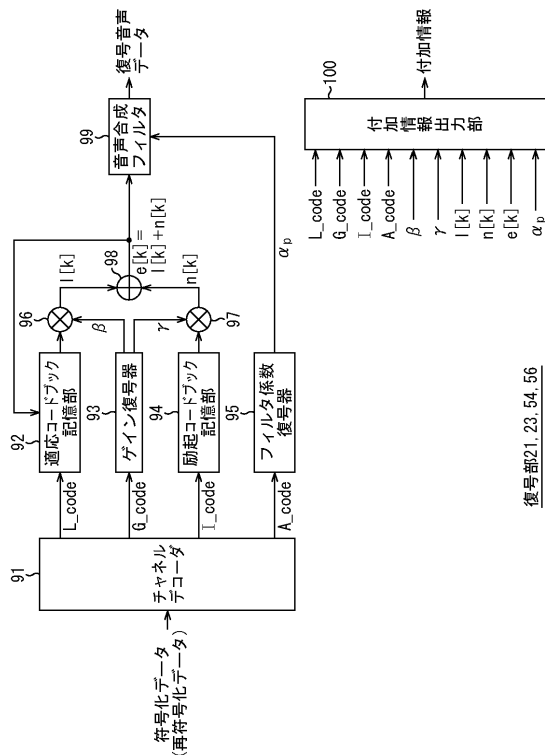 符号化データ
(再符号化データ)
91
チャネル
デコーダ
L_code
G_code
I_code
A_code
92
適応コードブック
記憶部
93
ゲイン復号器
94
励起コードブック
記憶部
95
フィルタ係数
復号器
96
β
γ
97
l[k]
98
e[k]=
l[k]+n[k]
n[k]
αp
99
音声合成
フィルタ
復号音声
データ
L_code
G_code
I_code
A_code
β
γ
l[k]
n[k]
e[k]
αp
100
付加情報出力部
付加情報
復号部21,23,54,56